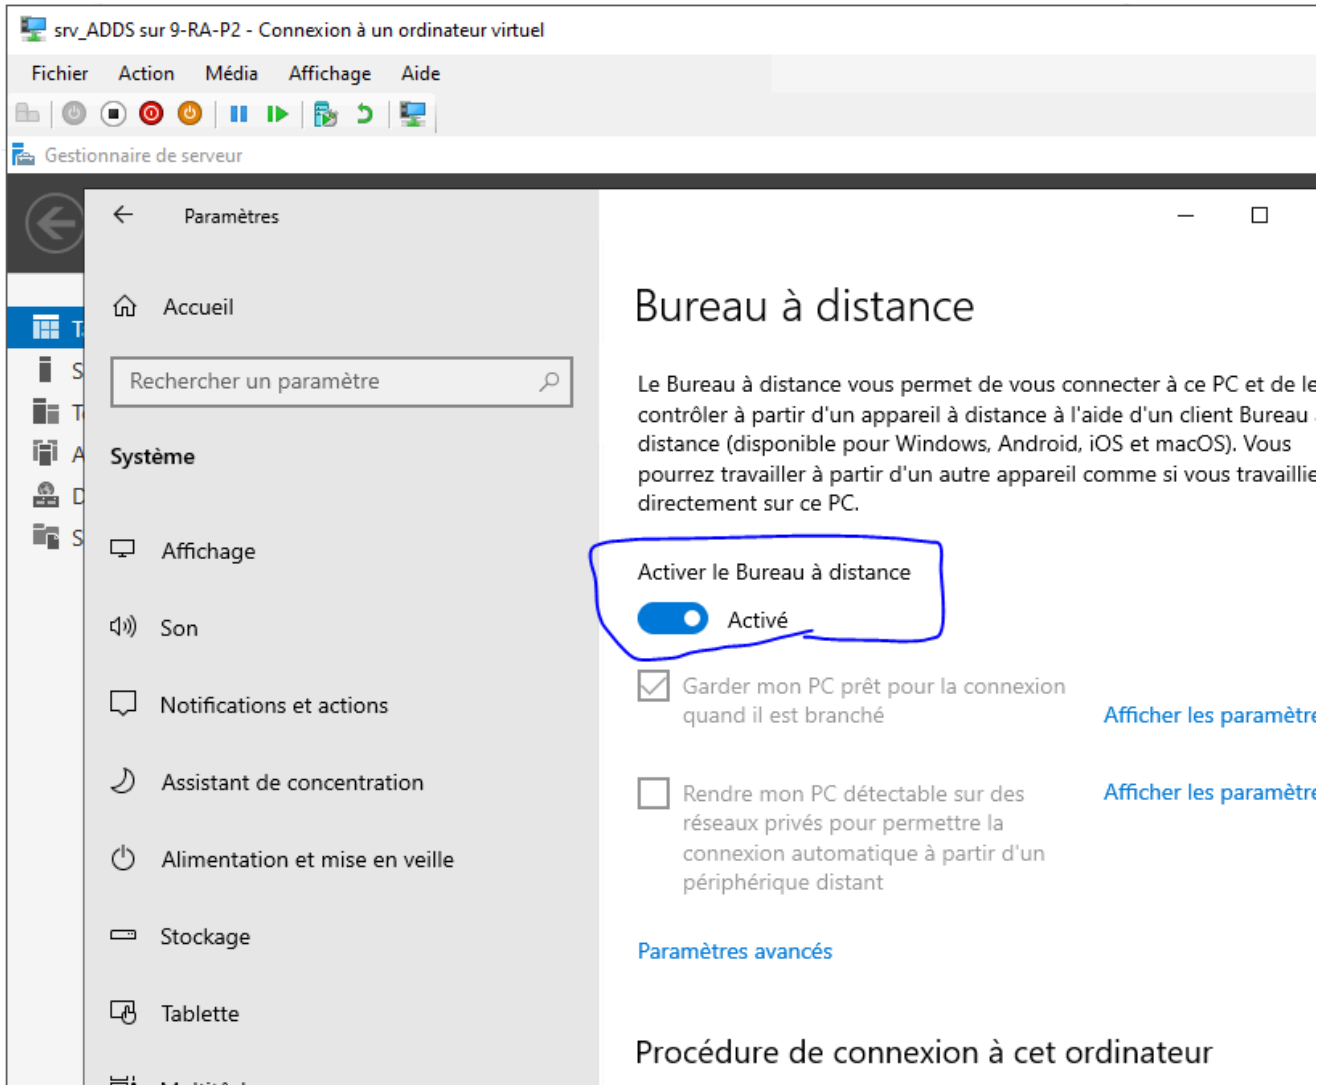 srv_ADDS sur 9-RA-P2 - Connexion à un ordinateur virtuel
Fichier Action Média Affichage Aide
Gestionnaire de serveur
Paramètres
Accueil
Rechercher un paramètre
Système
Affichage
Son
Notifications et actions
Assistant de concentration
Alimentation et mise en veille
Stockage
Tablette
Bureau à distance
Le Bureau à distance vous permet de vous connecter à ce PC et de le
contrôler à partir d'un appareil à distance à l'aide d'un client Bureau
distance (disponible pour Windows, Android, iOS et macOS). Vous
pourrez travailler à partir d'un autre appareil comme si vous travaillie
directement sur ce PC.
Activer le Bureau à distance
Activé
Garder mon PC prêt pour la connexion
quand il est branché
Afficher les paramètre
Rendre mon PC détectable sur des
réseaux privés pour permettre la
connexion automatique à partir d'un
périphérique distant
Afficher les paramètre
Paramètres avancés
Procédure de connexion à cet ordinateur